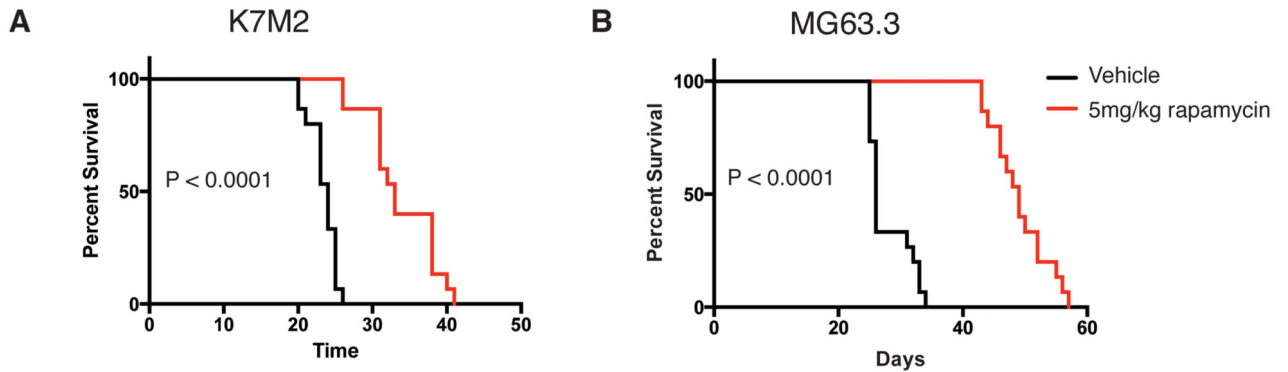 A
K7M2
Percent Survival
100
50
0
P < 0.0001
0 10 20 30 40 50
Time
B
MG63.3
Percent Survival
100
50
0
P < 0.0001
0 20 40 60
Days
Vehicle
5mg/kg rapamycin